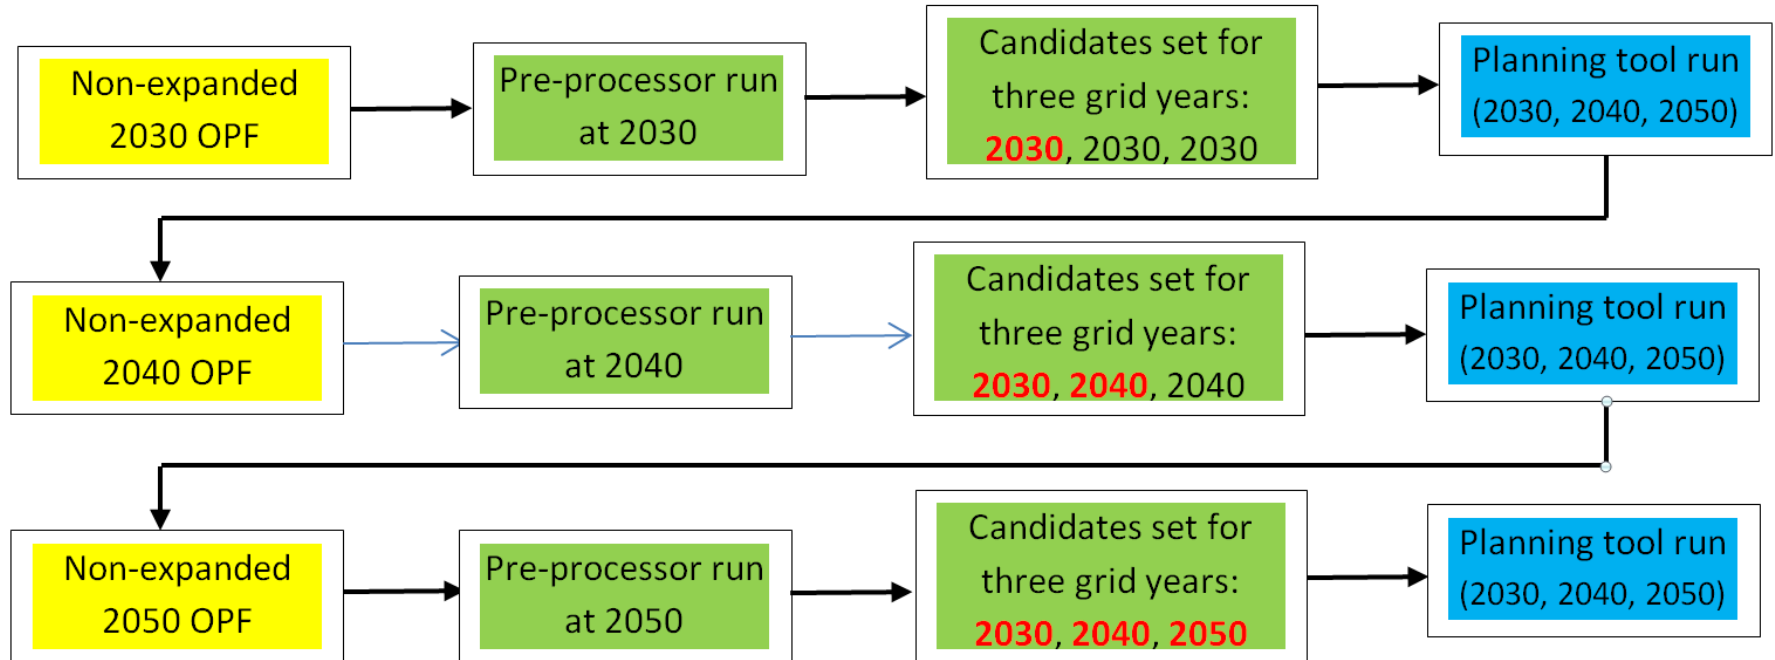 Non-expanded
2030 OPF
Pre-processor run
at 2030
Candidates set for
three grid years:
2030, 2030, 2030
Planning tool run
(2030, 2040, 2050)
Non-expanded
2040 OPF
Pre-processor run
at 2040
Candidates set for
three grid years:
2030, 2040, 2040
Planning tool run
(2030, 2040, 2050)
Non-expanded
2050 OPF
Pre-processor run
at 2050
Candidates set for
three grid years:
2030, 2040, 2050
Planning tool run
(2030, 2040, 2050)